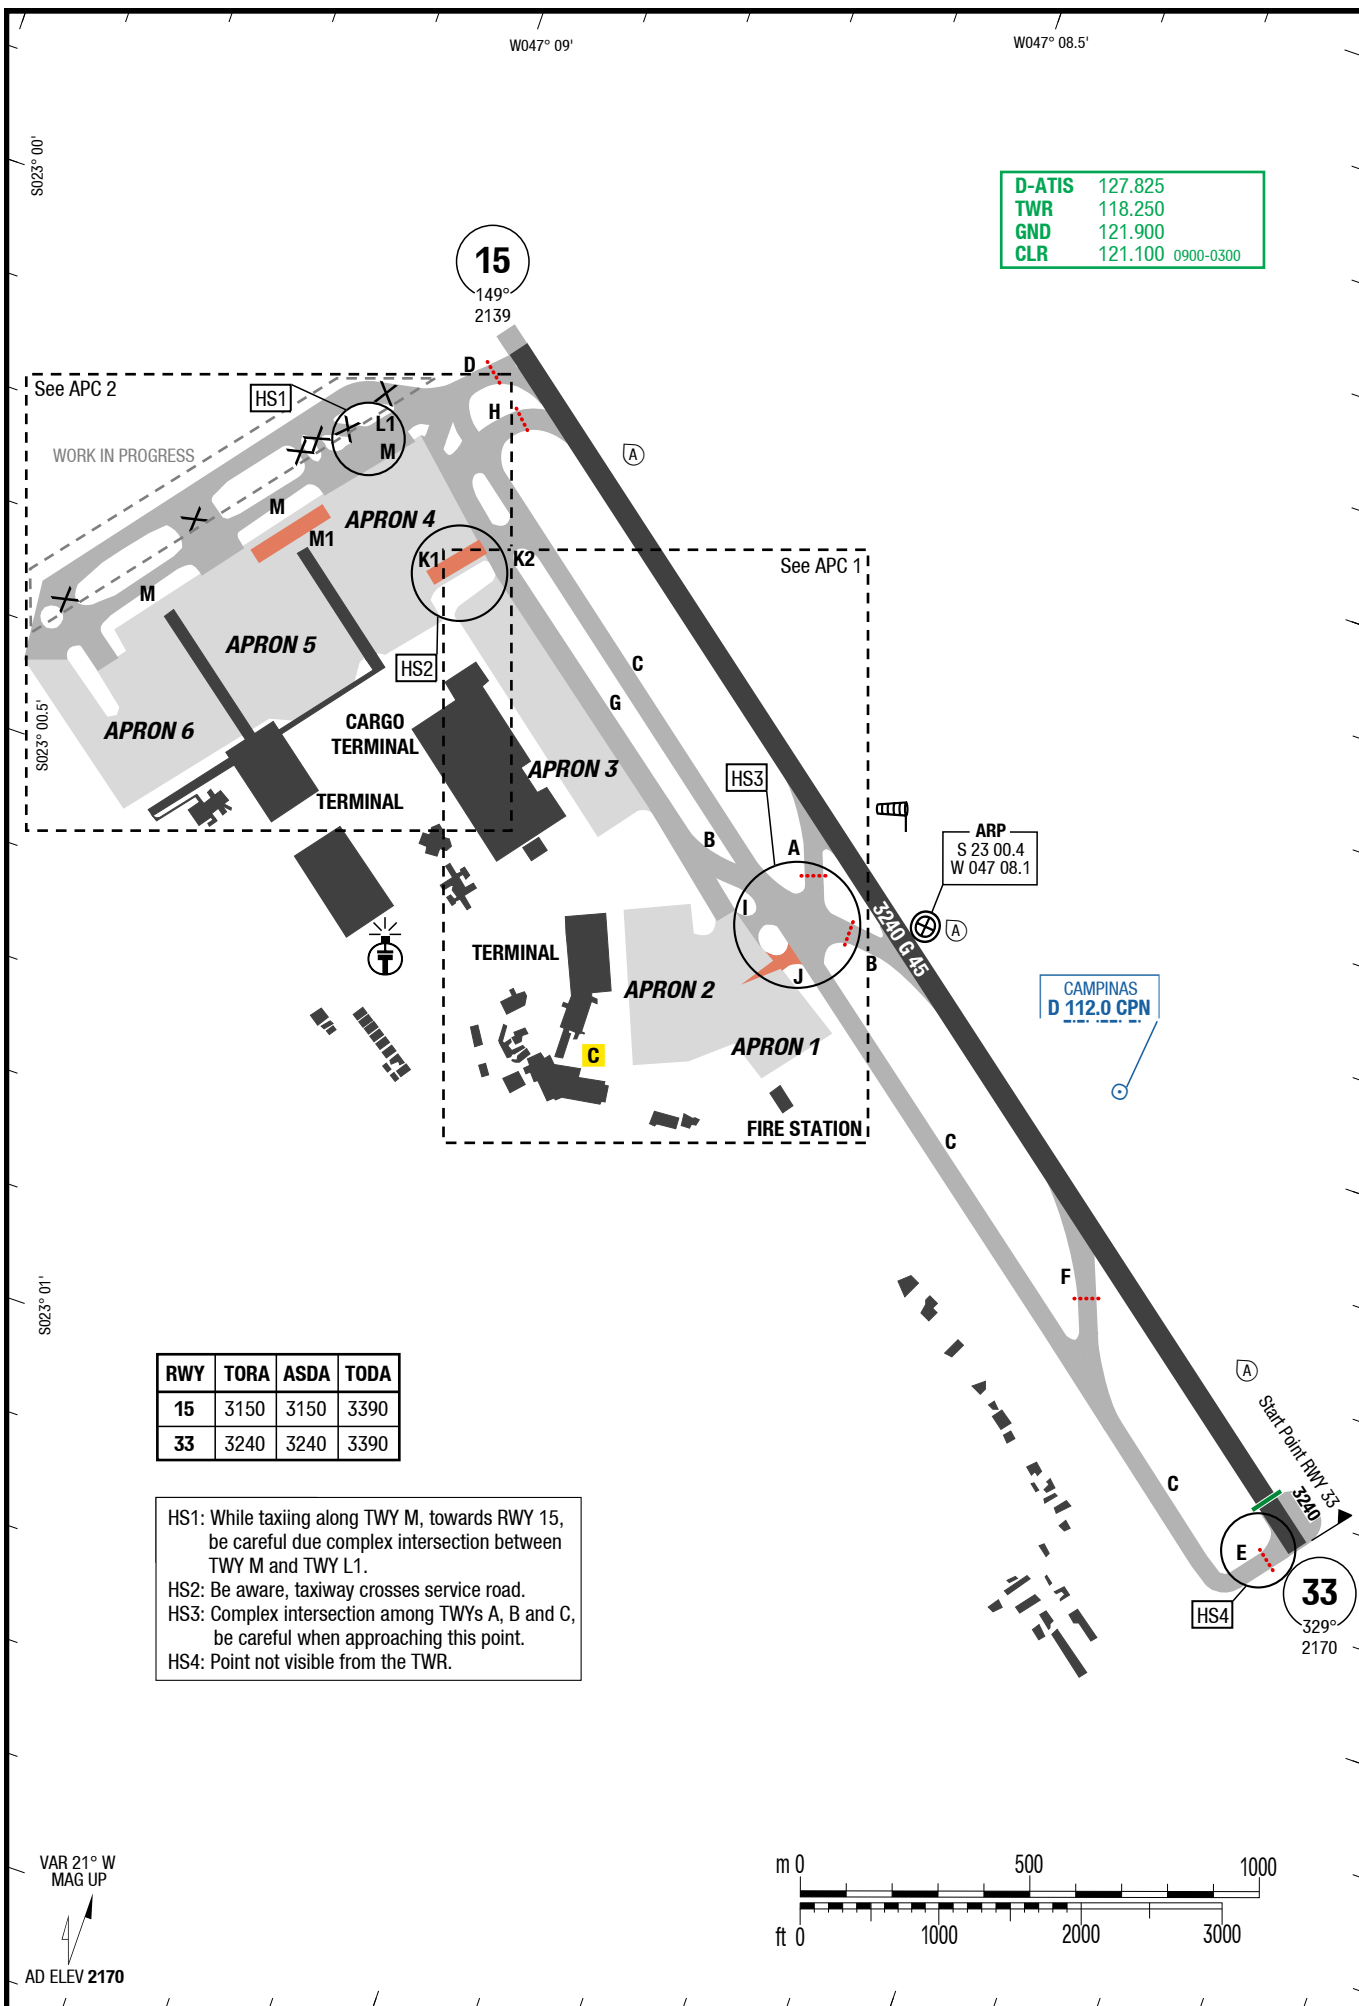 W047° 09'
W047° 08.5'
S023° 00'
D-ATIS 127.825
TWR 118.250
GND 121.900
CLR 121.100 0900-0300
15
149°
2139
D
See APC 2
HS1
H
L1
M
A
WORK IN PROGRESS
M
APRON 4
M1
K1
K2
See APC 1
M
APRON 5
HS2
C
G
S023° 00.5'
APRON 6
CARGO
TERMINAL
APRON 3
HS3
TERMINAL
B
A
ARP
S 23 00.4
W 047 08.1
I
3240 G 45
A
TERMINAL
B
J
APRON 2
CAMPINAS
D 112.0 CPN
APRON 1
C
FIRE STATION
C
F
S023° 01'
RWY TORA ASDA TODA
15 3150 3150 3390
33 3240 3240 3390
A
Start Point RWY 33
3240
C
E
HS1: While taxiing along TWY M, towards RWY 15,
be careful due complex intersection between
TWY M and TWY L1.
HS2: Be aware, taxiway crosses service road.
HS3: Complex intersection among TWYs A, B and C,
be careful when approaching this point.
HS4: Point not visible from the TWR.
33
329°
2170
HS4
VAR 21° W
MAG UP
AD ELEV 2170
m 0 500 1000
ft 0 1000 2000 3000